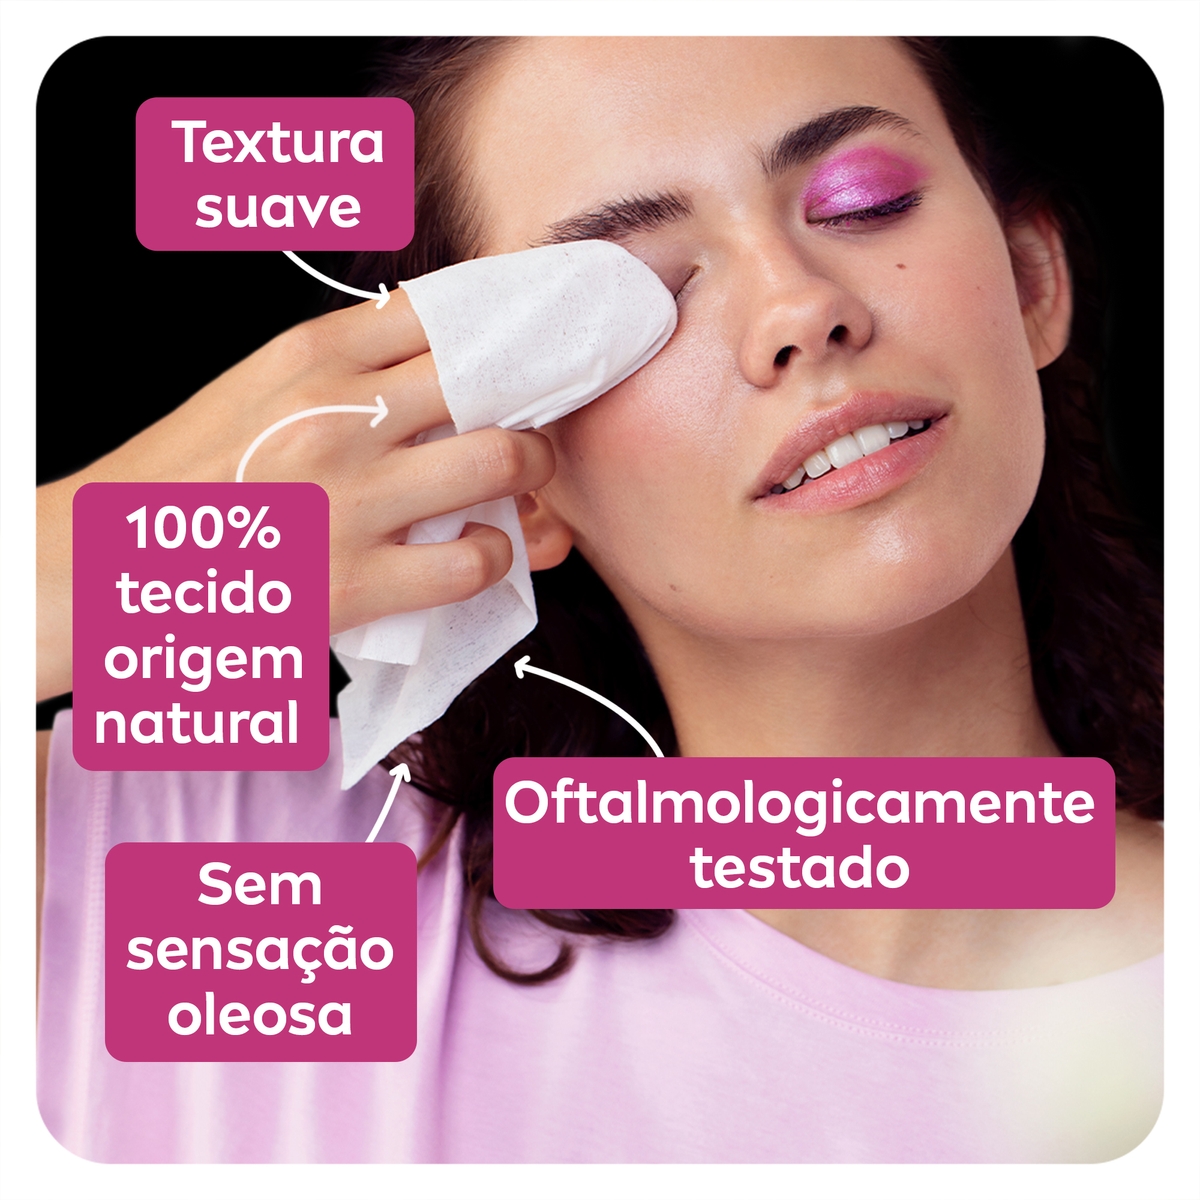 Textura
suave
100%
tecido
origem
natural
Sem
sensação
oleosa
Oftalmologicamente
testado